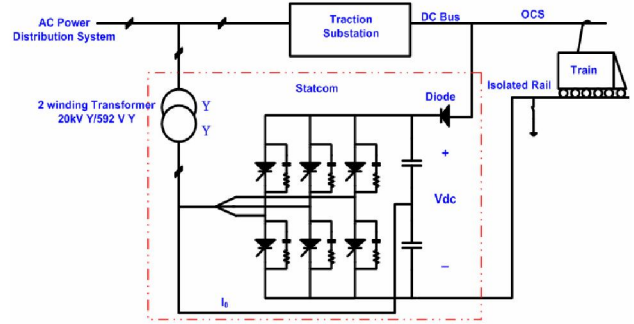 AC Power
Distribution System
Traction
Substation
DC Bus
OCS
Train
Isolated Rail
Statcom
Diode
2 winding Transformer
20kV Y/592 V Y
Y
Y
+
Vdc
–
I₀